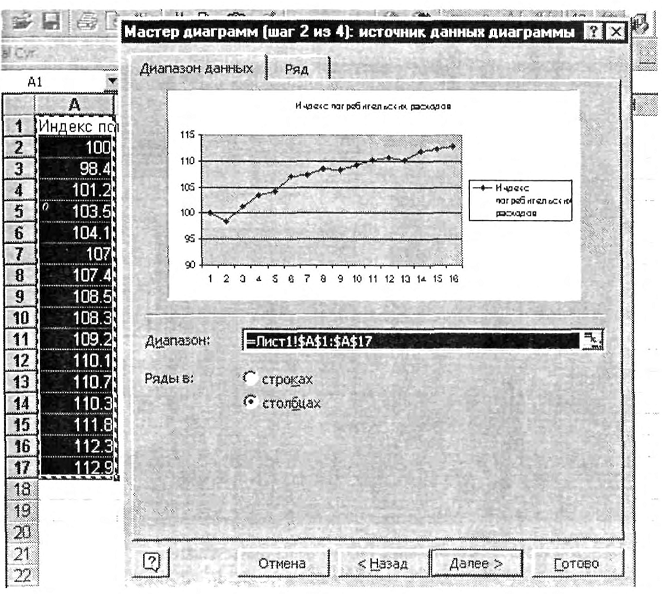 Мастер диаграмм (шаг 2 из 4): источник данных диаграммы
A1
Диапазон данных
Ряд
A
1 Индекс пот
2 100
3 98.4
4 101.2
5 103.5
6 104.1
7 107
8 107.4
9 108.5
10 108.3
11 109.2
12 110.1
13 110.7
14 110.3
15 111.8
16 112.3
17 112.9
18
19
20
21
22
Индекс потребительских расходов
115
110
105
100
95
90
1 2 3 4 5 6 7 8 9 10 11 12 13 14 15 16
Индекс
потребительских
расходов
Диапазон:
=Лист1!$A$1:$A$17
Ряды в:
строках
столбцах
Отмена
< Назад
Далее >
Готово